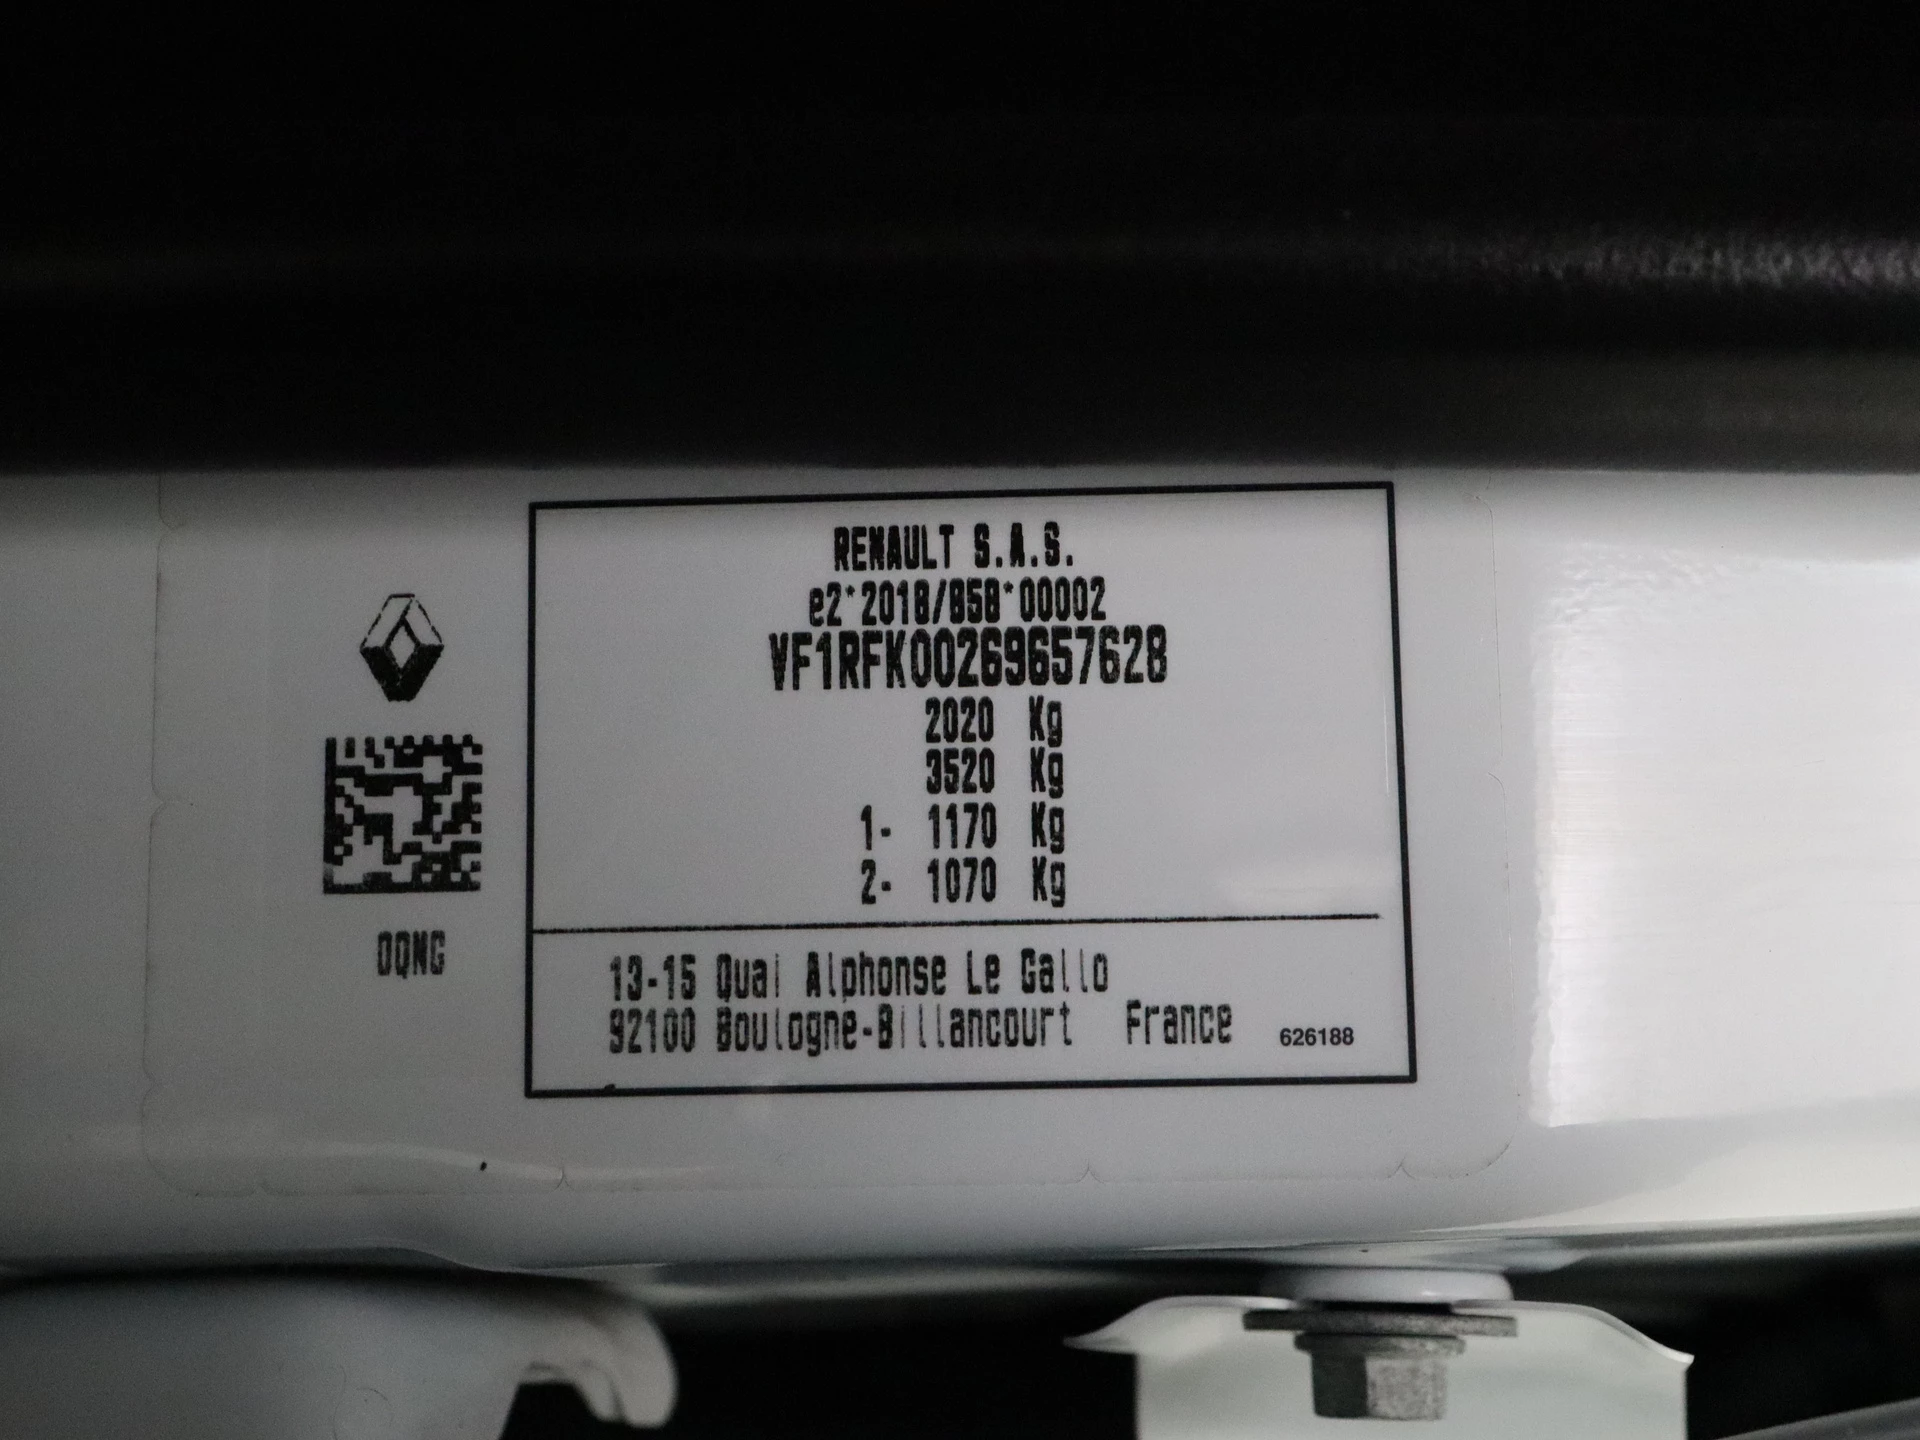 RENAULT S.A.S.
e2*2018/858*00002
VF1RFK00269657628
2020 Kg
3520 Kg
1- 1170 Kg
2- 1070 Kg
OQNG
13-15 Quai Alphonse Le Gallo
92100 Boulogne-Billancourt France
626188